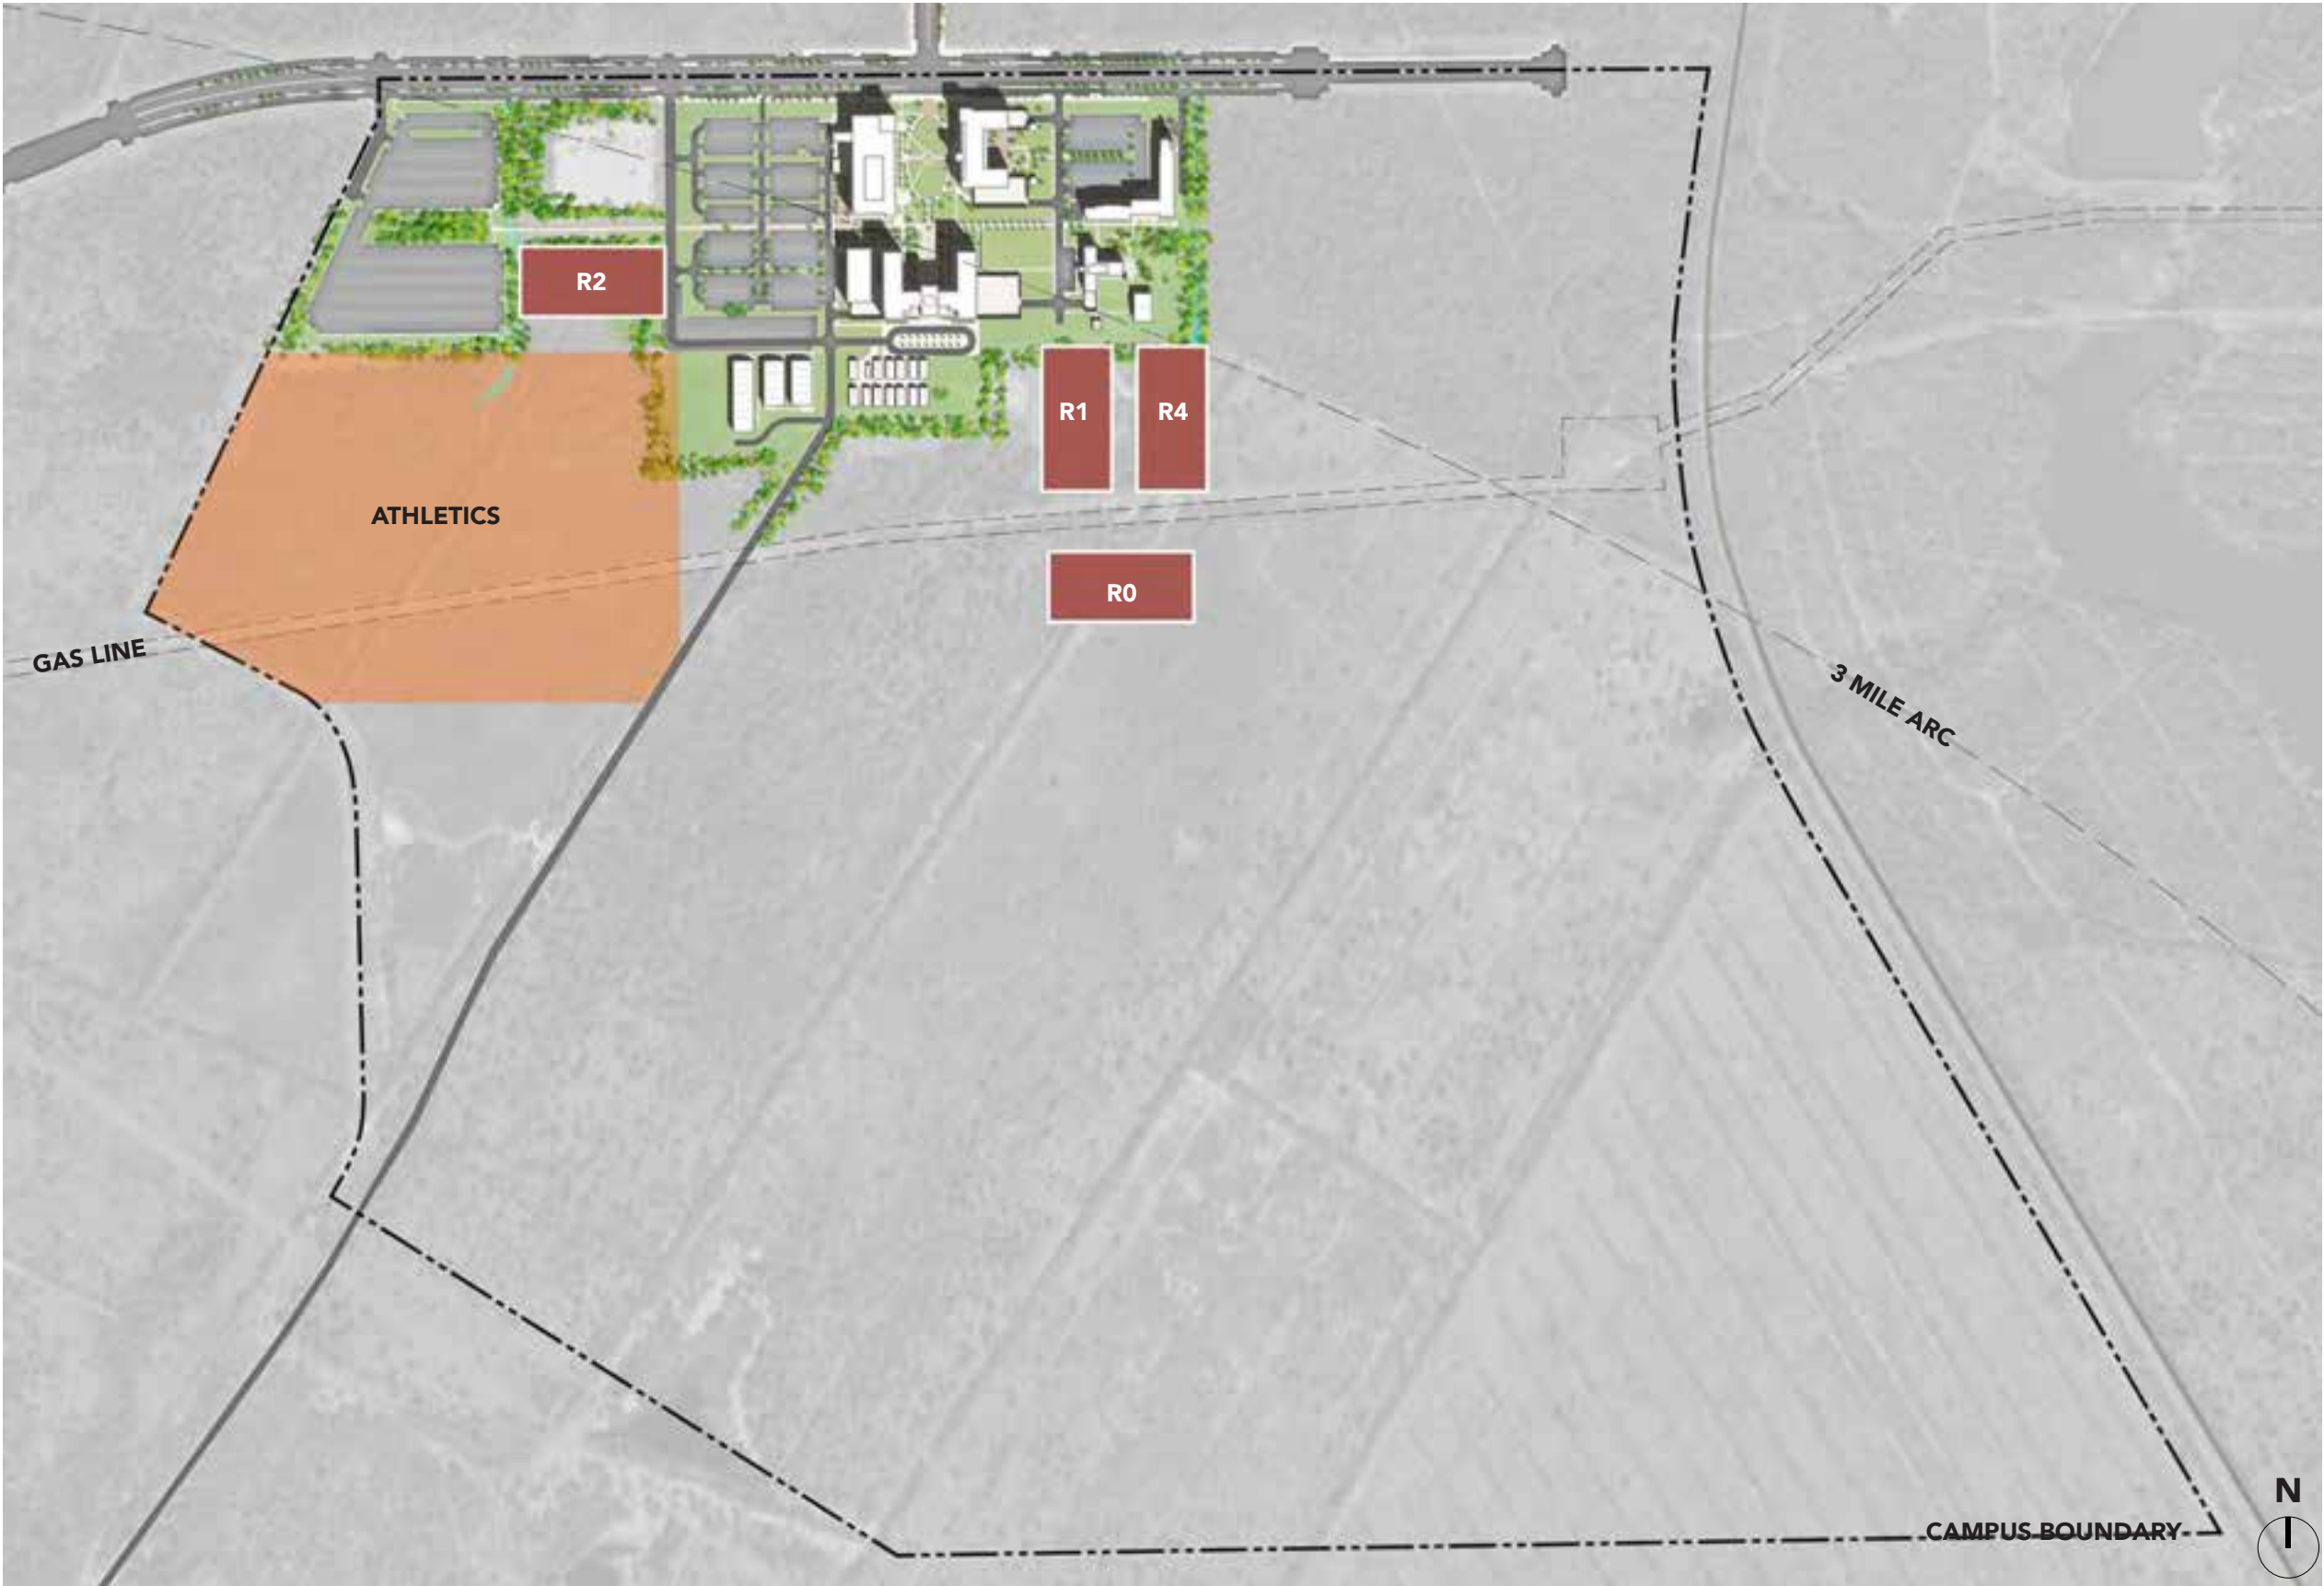 R2
R1
R4
ATHLETICS
R0
GAS LINE
3 MILE ARC
N
CAMPUS BOUNDARY